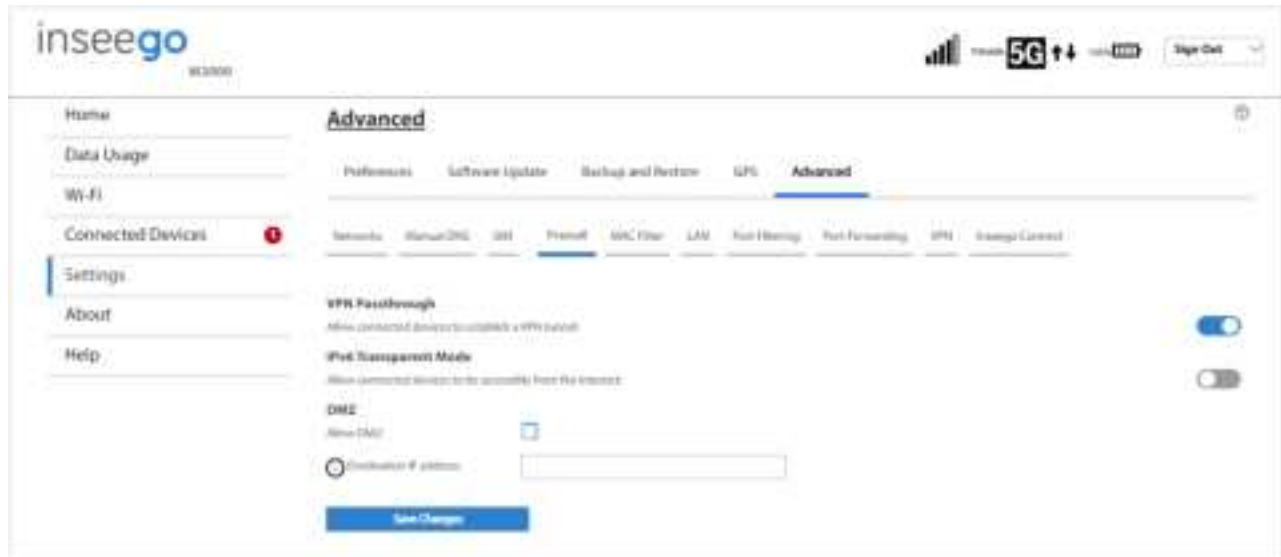 inseego
Sign Out
5G
Home
Data Usage
Wi-Fi
Connected Devices
1
Settings
About
Help
Advanced
Preferences Software Update Backup and Restore GPS Advanced
Networks Manual DNS SIM Firewall MAC Filter LAN Port Filtering Port Forwarding VPN Inseego Connect
VPN Passthrough
Allow connected devices to establish a VPN tunnel
IPv6 Transparent Mode
Allow connected devices to be accessible from the Internet
DMZ
Allow DMZ
Destination IP address
Save Changes